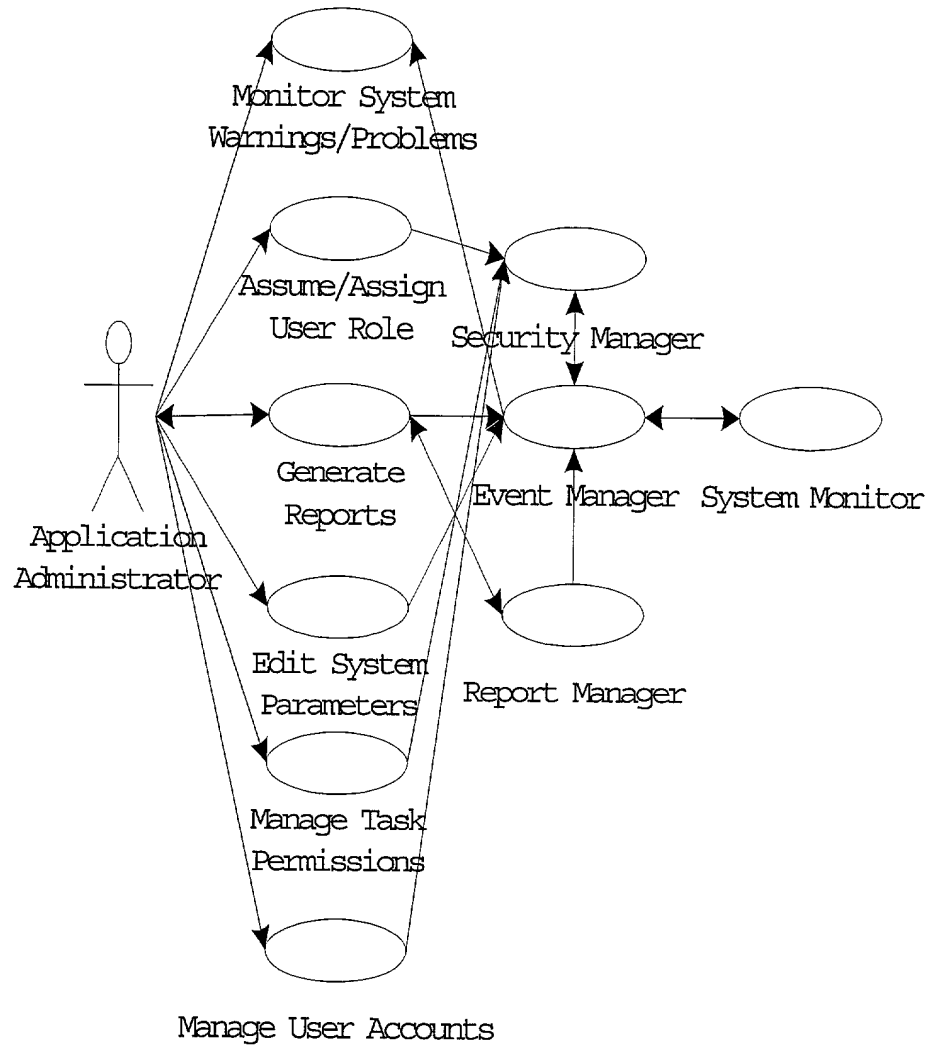 Monitor System
Warnings/Problems
Assume/Assign
User Role
Security Manager
Generate
Reports
Event Manager
System Monitor
Application
Administrator
Edit System
Parameters
Report Manager
Manage Task
Permissions
Manage User Accounts